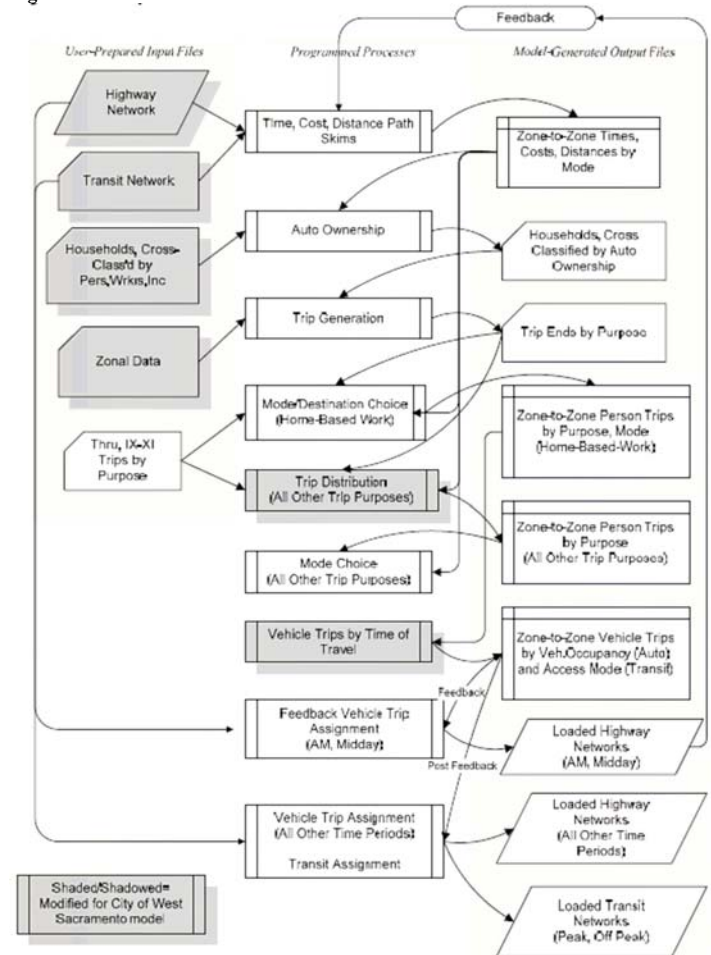 Feedback
User-Prepared Input Files
Programmed Processes
Model-Generated Output Files
Highway
Network
Time, Cost, Distance Path
Skims
Zone-to-Zone Times,
Costs, Distances by
Mode
Transit Network
Households, Cross-
Class'd by
Pers,Wrkrs,Inc
Auto Ownership
Households, Cross
Classified by Auto
Ownership
Zonal Data
Trip Generation
Trip Ends by Purpose
Thru, IX-XI
Trips by
Purpose
Mode/Destination Choice
(Home-Based Work)
Zone-to-Zone Person Trips
by Purpose, Mode
(Home-Based-Work)
Trip Distribution
(All Other Trip Purposes)
Zone-to-Zone Person Trips
by Purpose
(All Other Trip Purposes)
Mode Choice
(All Other Trip Purposes)
Vehicle Trips by Time of
Travel
Zone-to-Zone Vehicle Trips
by Veh.Occupancy (Auto)
and Access Mode (Transit)
Feedback
Feedback Vehicle Trip
Assignment
(AM, Midday)
Post Feedback
Loaded Highway
Networks
(AM, Midday)
Vehicle Trip Assignment
(All Other Time Periods)
Transit Assignment
Loaded Highway
Networks
(All Other Time
Periods)
Shaded/Shadowed=
Modified for City of West
Sacramento model
Loaded Transit
Networks
(Peak, Off Peak)